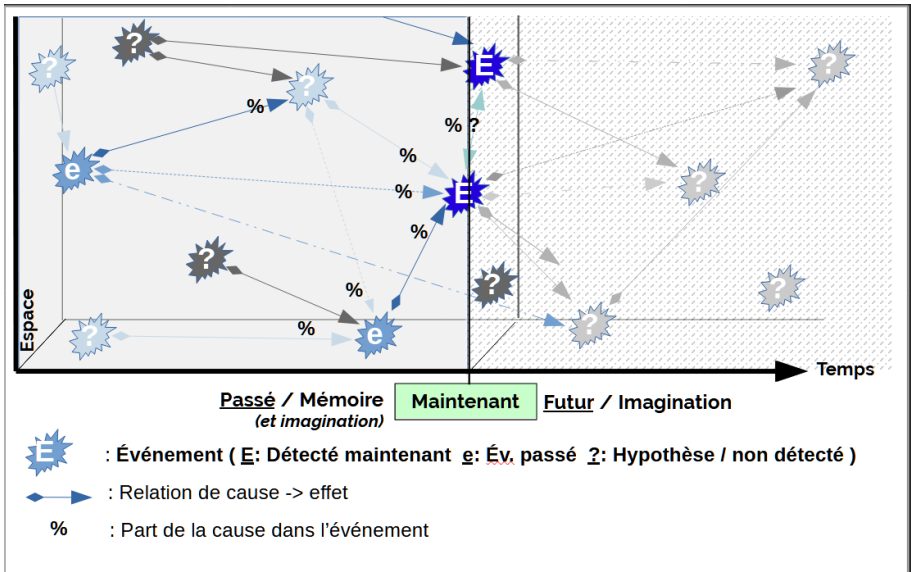 ?
?
?
E
?
%
% ?
e
%
%
E
?
%
?
%
?
?
?
%
e
?
Espace
Temps
Passé / Mémoire
(et imagination)
Maintenant
Futur / Imagination
E : Événement ( E: Détecté maintenant e: Év. passé ?: Hypothèse / non détecté )
: Relation de cause -> effet
% : Part de la cause dans l'événement